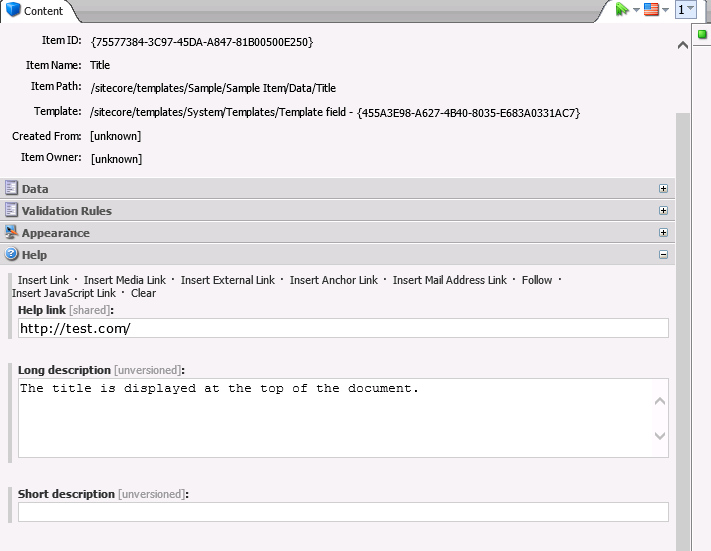 Content
1
Item ID: {75577384-3C97-45DA-A847-81B00500E250}
Item Name: Title
Item Path: /sitecore/templates/Sample/Sample Item/Data/Title
Template: /sitecore/templates/System/Templates/Template field - {455A3E98-A627-4B40-8035-E683A0331AC7}
Created From: [unknown]
Item Owner: [unknown]
Data
Validation Rules
Appearance
Help
Insert Link · Insert Media Link · Insert External Link · Insert Anchor Link · Insert Mail Address Link · Follow ·
Insert JavaScript Link · Clear
Help link [shared]:
http://test.com/
Long description [unversioned]:
The title is displayed at the top of the document.
Short description [unversioned]: